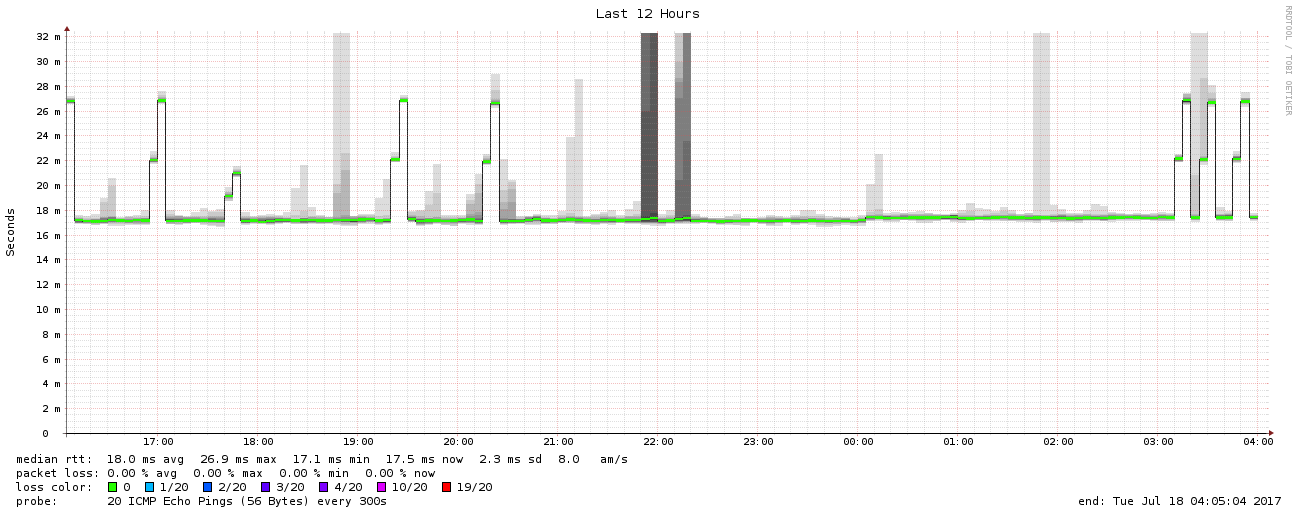 Last 12 Hours
RRDTOOL / TOBI OETIKER
Seconds
32 m
30 m
28 m
26 m
24 m
22 m
20 m
18 m
16 m
14 m
12 m
10 m
8 m
6 m
4 m
2 m
0
17:00 18:00 19:00 20:00 21:00 22:00 23:00 00:00 01:00 02:00 03:00 04:00
median rtt: 18.0 ms avg 26.9 ms max 17.1 ms min 17.5 ms now 2.3 ms sd 8.0 am/s
packet loss: 0.00 % avg 0.00 % max 0.00 % min 0.00 % now
loss color: 0 1/20 2/20 3/20 4/20 10/20 19/20
probe: 20 ICMP Echo Pings (56 Bytes) every 300s end: Tue Jul 18 04:05:04 2017